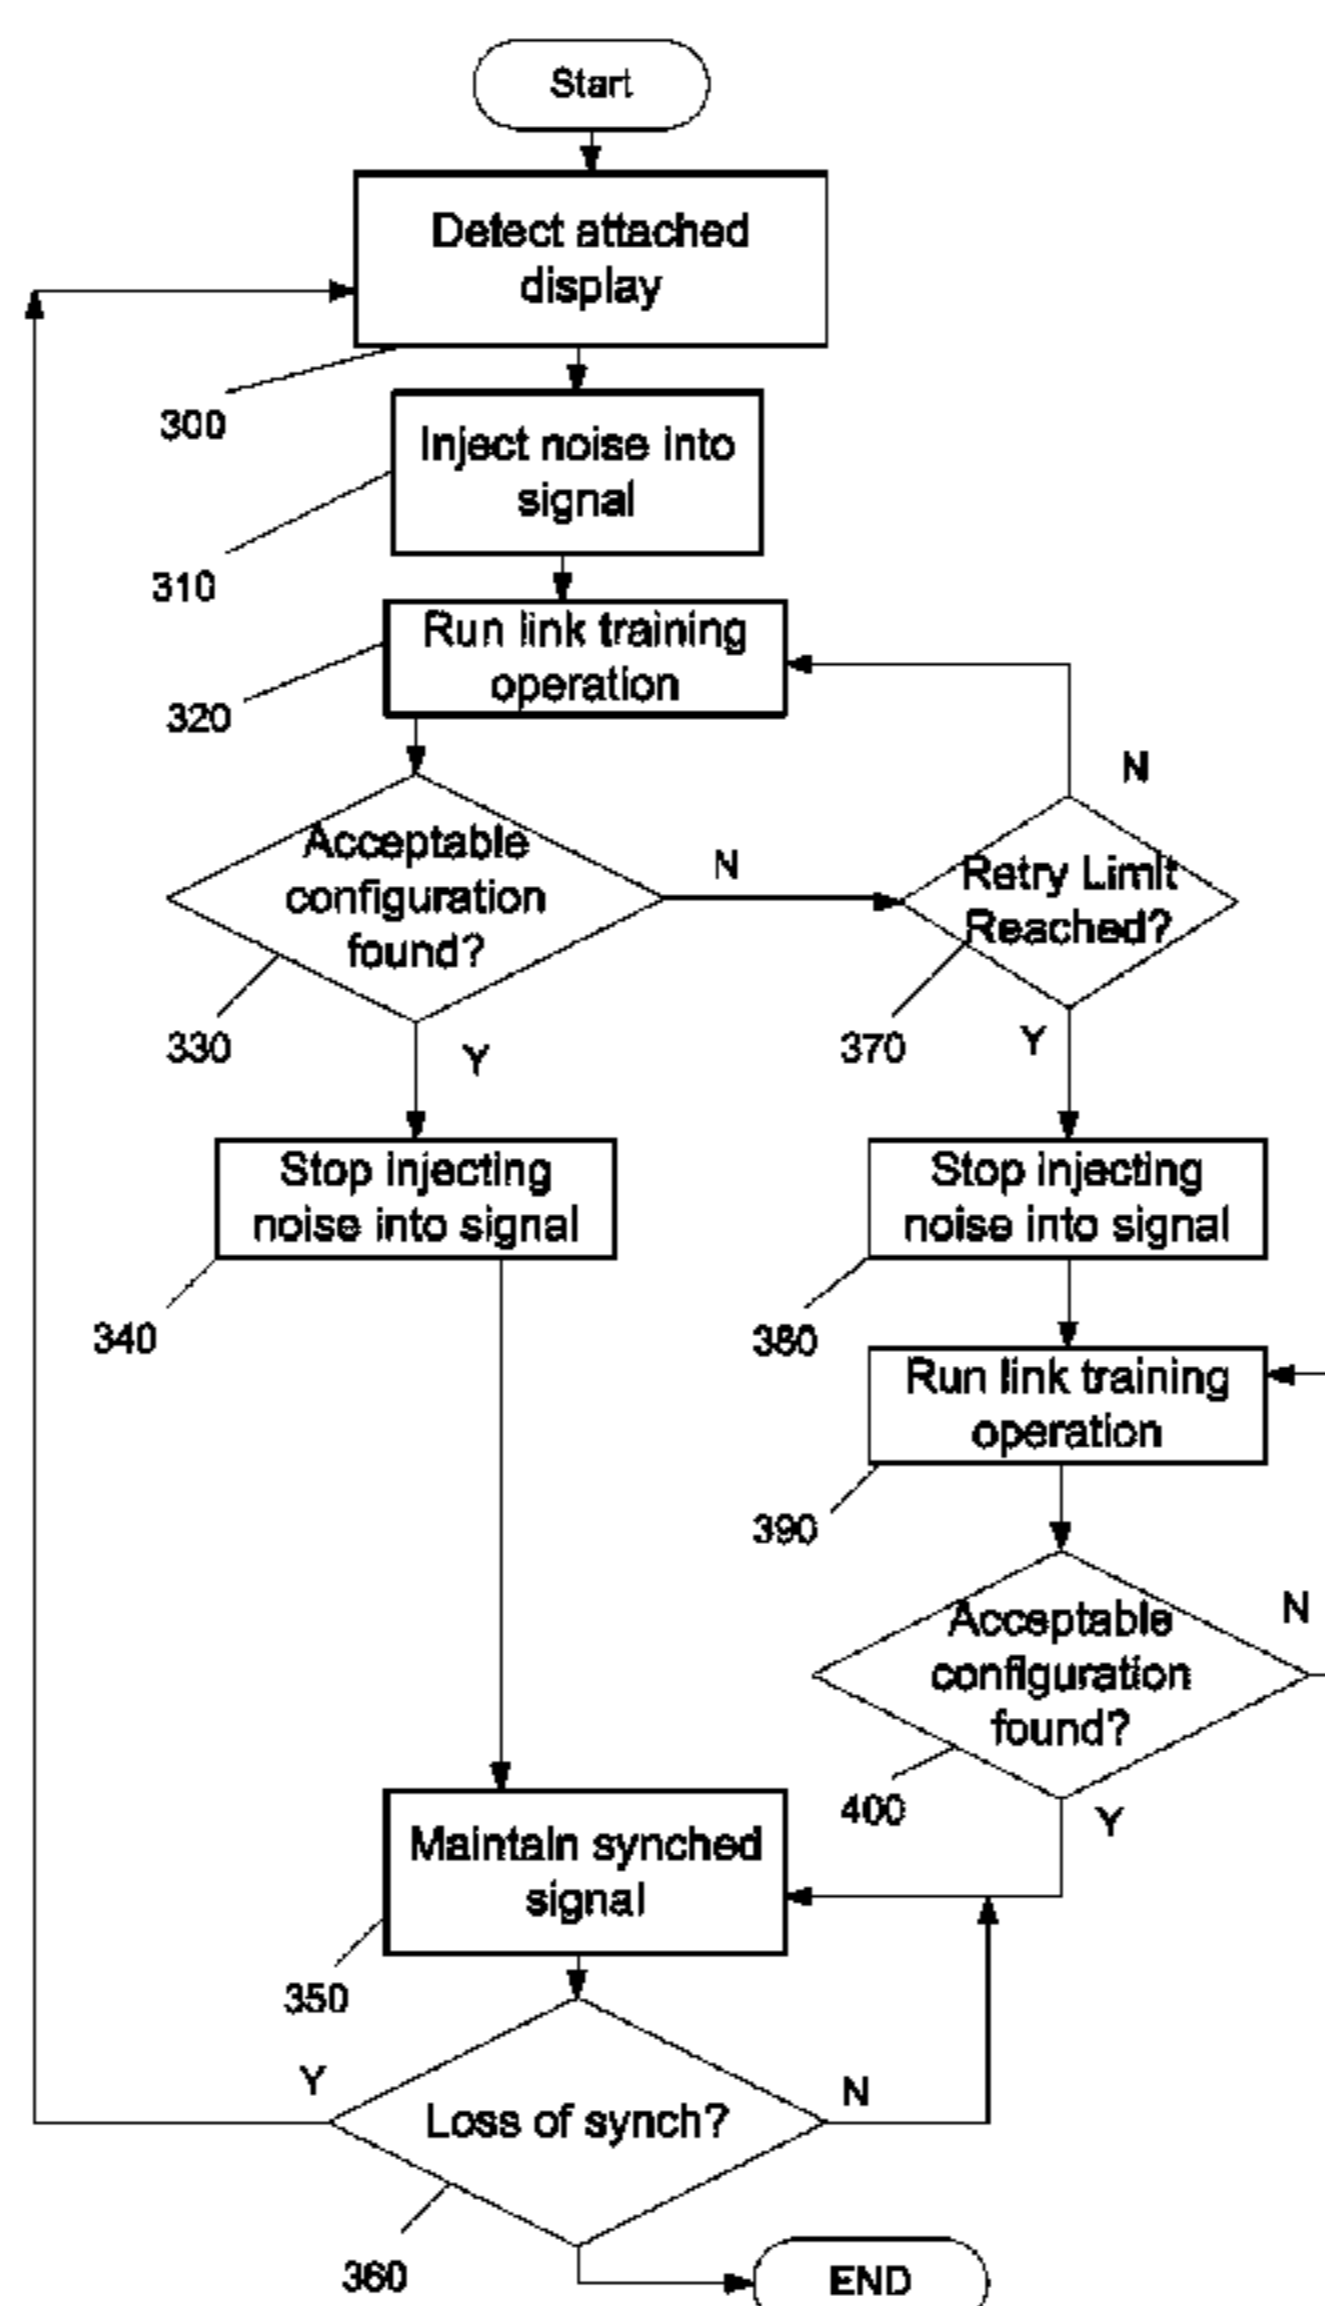 Start
Detect attached
display
300
Inject noise into
signal
310
Run link training
operation
320
N
Acceptable
configuration
found?
N
Retry Limit
Reached?
330
Y
Y
370
Stop injecting
noise into signal
Stop injecting
noise into signal
340
380
Run link training
operation
390
Acceptable
configuration
found?
N
400
Y
Maintain synched
signal
350
Y
Loss of synch?
N
360
END